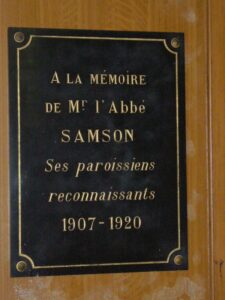 A LA MÉMOIRE
DE Mr l'Abbé
SAMSON
Ses paroissiens
reconnaissants
1907-1920